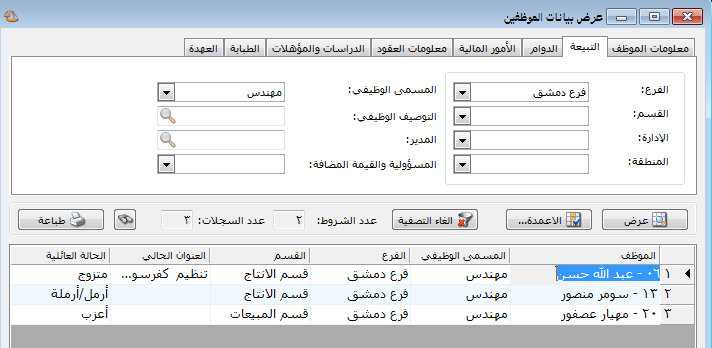 عرض بيانات الموظفين
معلومات الموظف التبيعة الدوام الأمور المالية معلومات العقود الدراسات والمؤهلات الطبابة العهدة
الفرع: فرع دمشق المسمى الوظيفي: مهندس
القسم: التوصيف الوظيفي:
الإدارة: المدير:
المنطقة: المسؤولية والقيمة المضافة:
عرض الاعمدة... الغاء التصفية عدد الشروط: ٢ عدد السجلات: ٣ طباعة
الموظف المسمى الوظيفي الفرع القسم العنوان الحالي الحالة العائلية
١ ٠٦ - عبد الله حسن مهندس فرع دمشق قسم الانتاج تنظيم كفرسو... متزوج
٢ ١٣ - سومر منصور مهندس فرع دمشق قسم الانتاج أرمل/أرملة
٣ ٢٠ - مهيار عصفور مهندس فرع دمشق قسم المبيعات أعزب